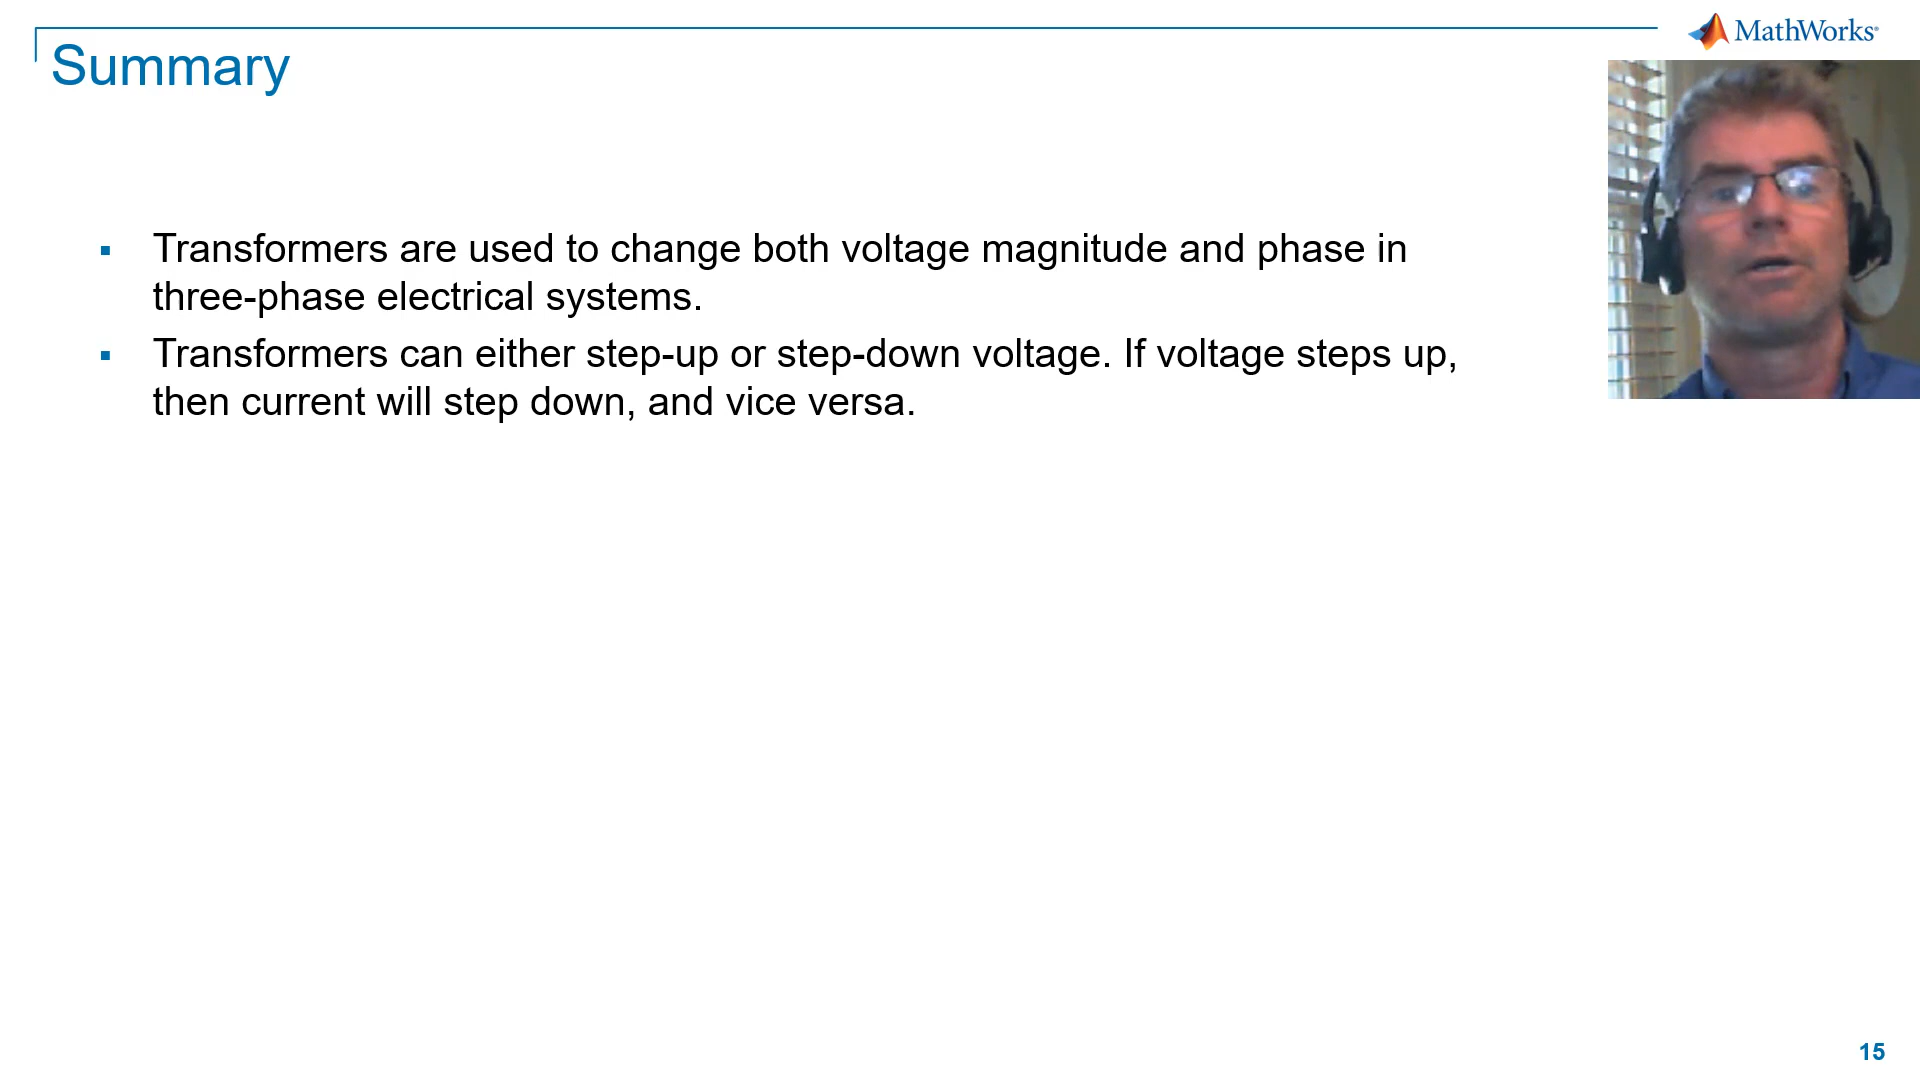 MathWorks®
Summary
▪ Transformers are used to change both voltage magnitude and phase in
three-phase electrical systems.
▪ Transformers can either step-up or step-down voltage. If voltage steps up,
then current will step down, and vice versa.
15